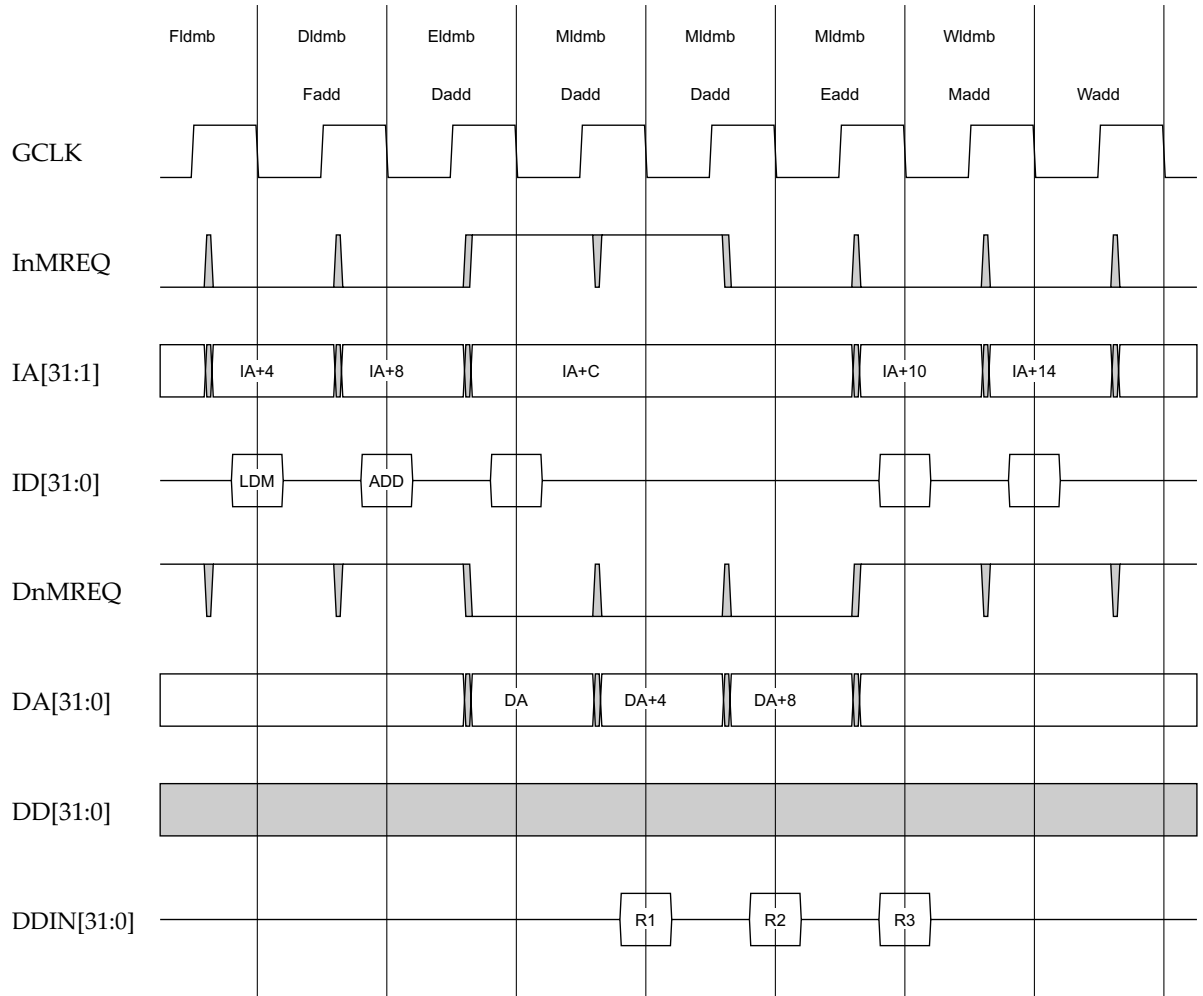 Fldmb Dldmb Eldmb Mldmb Mldmb Mldmb Wldmb
Fadd Dadd Dadd Dadd Eadd Madd Wadd
GCLK
InMREQ
IA[31:1] IA+4 IA+8 IA+C IA+10 IA+14
ID[31:0] LDM ADD
DnMREQ
DA[31:0] DA DA+4 DA+8
DD[31:0]
DDIN[31:0] R1 R2 R3